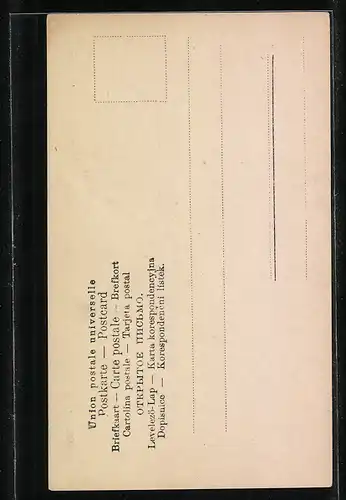 Union postale universelle
Postkarte — Postcard
Briefkaart — Carte postale — Brefkort
Cartolina postale — Tarjeta postal
ОТКРЫТОЕ ПИСЬМО.
Levelező-Lap — Karta korespondencyjna
Dopisnice — Korespondenční lístek.